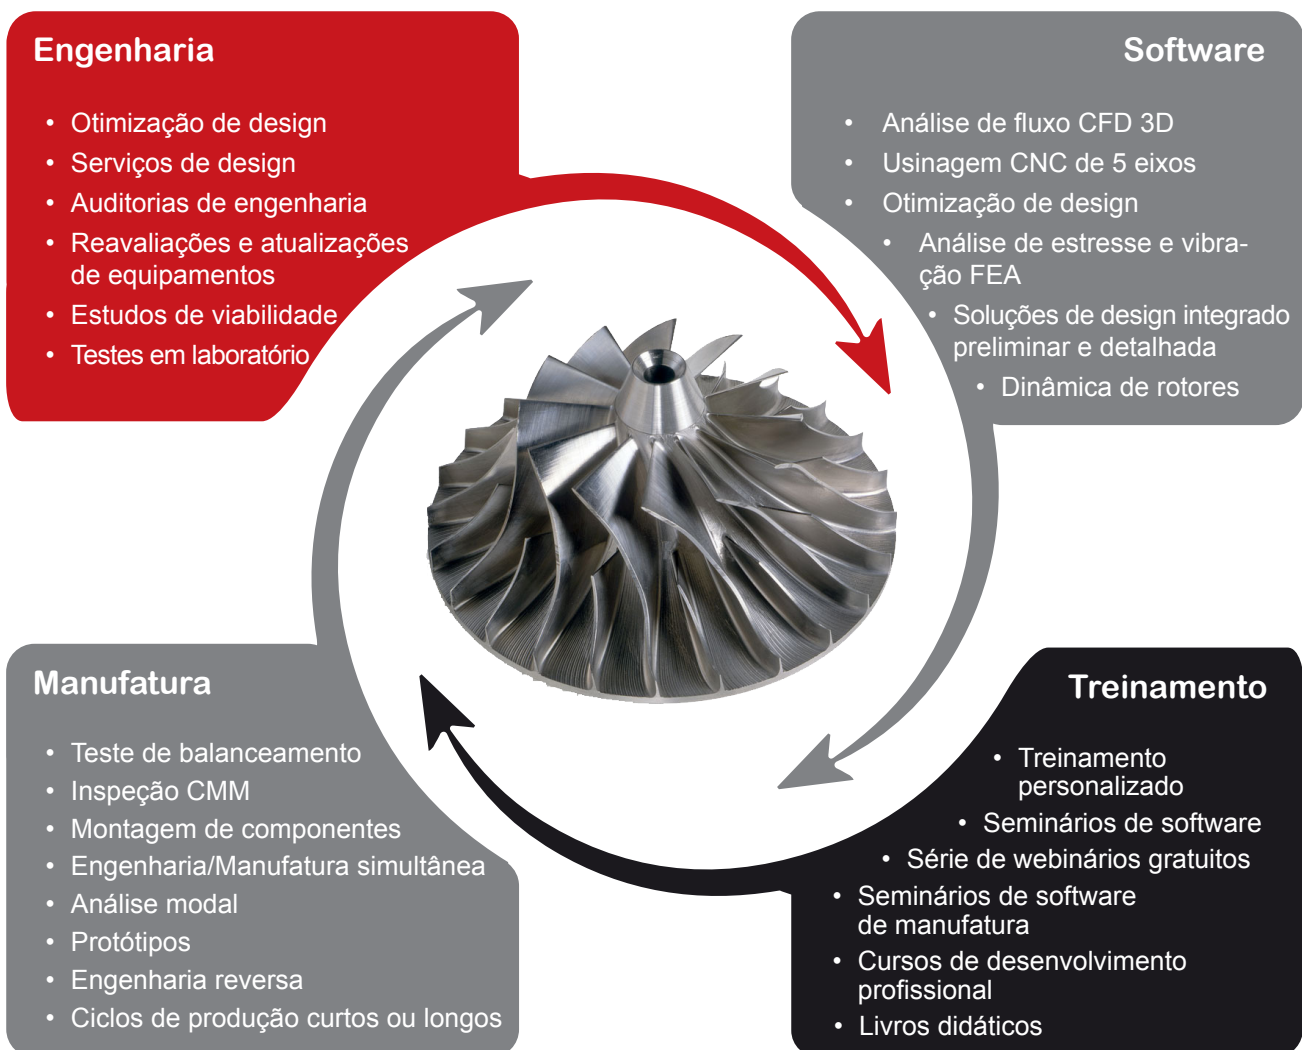 Engenharia
• Otimização de design
• Serviços de design
• Auditorias de engenharia
• Reavaliações e atualizações
de equipamentos
• Estudos de viabilidade
• Testes em laboratório
Software
• Análise de fluxo CFD 3D
• Usinagem CNC de 5 eixos
• Otimização de design
• Análise de estresse e vibra-
ção FEA
• Soluções de design integrado
preliminar e detalhada
• Dinâmica de rotores
Manufatura
• Teste de balanceamento
• Inspeção CMM
• Montagem de componentes
• Engenharia/Manufatura simultânea
• Análise modal
• Protótipos
• Engenharia reversa
• Ciclos de produção curtos ou longos
Treinamento
• Treinamento
personalizado
• Seminários de software
• Série de webinários gratuitos
• Seminários de software
de manufatura
• Cursos de desenvolvimento
profissional
• Livros didáticos